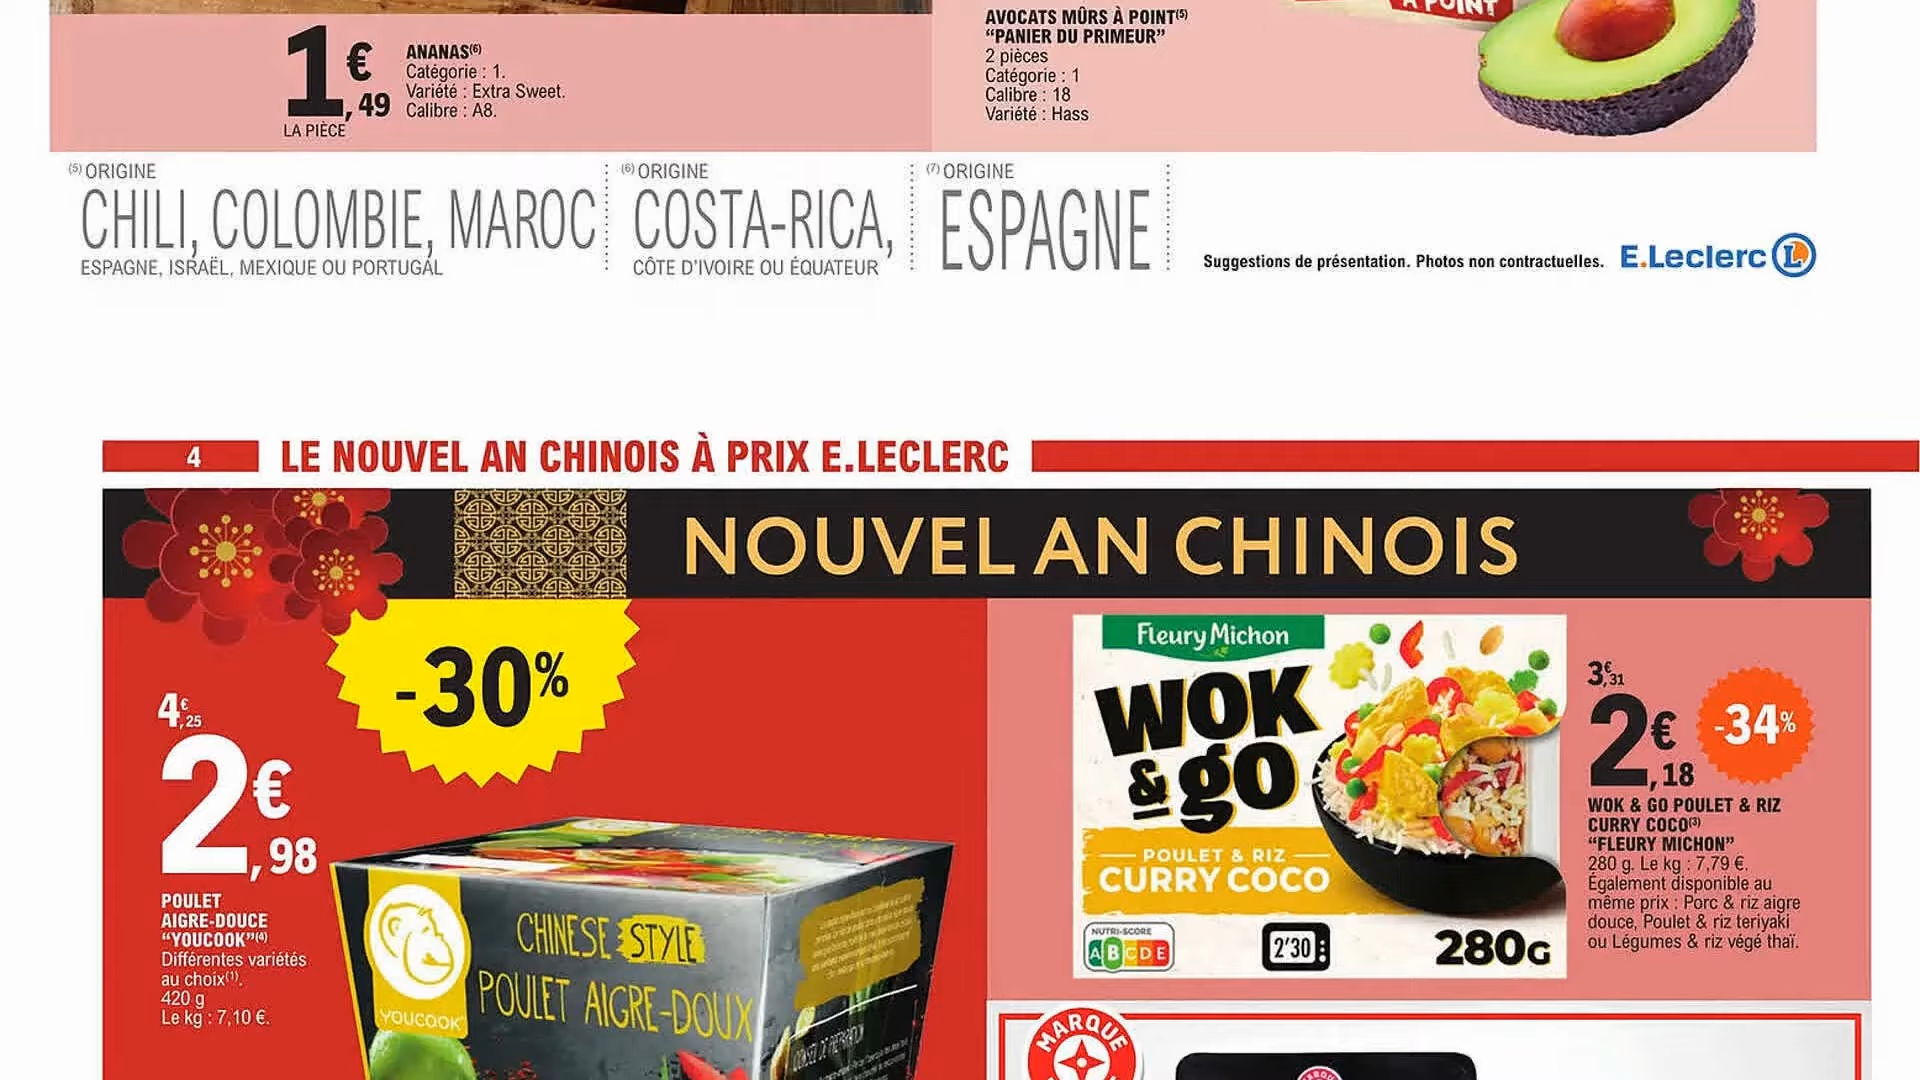 À POINT
1€,49
LA PIÈCE
ANANAS(6)
Catégorie : 1.
Variété : Extra Sweet.
Calibre : A8.
AVOCATS MÛRS À POINT(5)
“PANIER DU PRIMEUR”
2 pièces
Catégorie : 1
Calibre : 18
Variété : Hass
(5) ORIGINE
CHILI, COLOMBIE, MAROC
ESPAGNE, ISRAËL, MEXIQUE OU PORTUGAL
(6) ORIGINE
COSTA-RICA,
CÔTE D'IVOIRE OU ÉQUATEUR
(7) ORIGINE
ESPAGNE
Suggestions de présentation. Photos non contractuelles.
E.Leclerc L
4
LE NOUVEL AN CHINOIS À PRIX E.LECLERC
NOUVEL AN CHINOIS
-30%
4€,25
2€,98
POULET
AIGRE-DOUCE
“YOUCOOK”(4)
Différentes variétés
au choix(1).
420 g
Le kg : 7,10 €.
CHINESE STYLE
POULET AIGRE-DOUX
YOUCOOK
CONSEIL DE PRÉPARATION
Fleury Michon
WOK
& go
POULET & RIZ
CURRY COCO
NUTRI-SCORE
A B C D E
2'30
280G
3€,31
2€,18
-34%
WOK & GO POULET & RIZ
CURRY COCO(3)
“FLEURY MICHON”
280 g. Le kg : 7,79 €.
Egalement disponible au
même prix : Porc & riz aigre
douce, Poulet & riz teriyaki
ou Légumes & riz végé thaï.
MARQUE